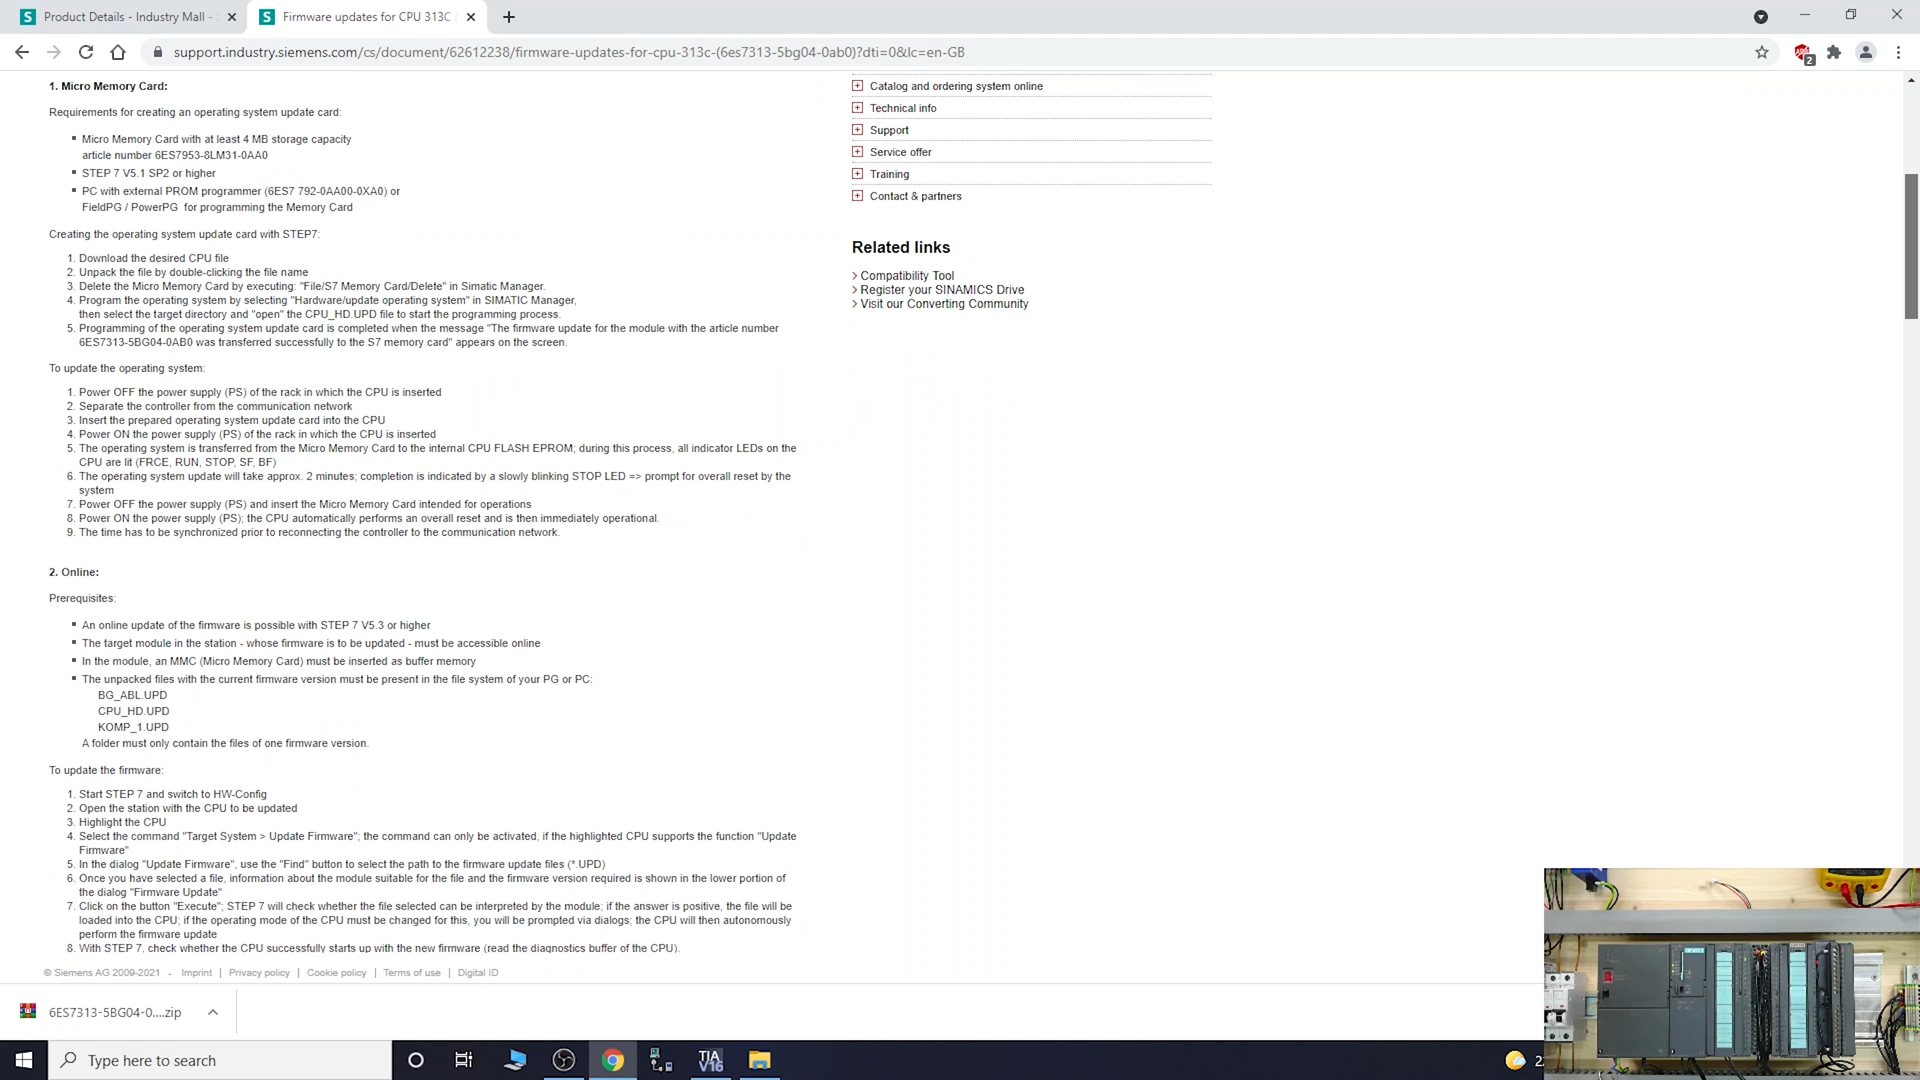 Product Details - Industry Mall -
Firmware updates for CPU 313C
support.industry.siemens.com/cs/document/62612238/firmware-updates-for-cpu-313c-(6es7313-5bg04-0ab0)?dti=0&lc=en-GB
2
1. Micro Memory Card:
Requirements for creating an operating system update card:
Micro Memory Card with at least 4 MB storage capacity
article number 6ES7953-8LM31-0AA0
STEP 7 V5.1 SP2 or higher
PC with external PROM programmer (6ES7 792-0AA00-0XA0) or
FieldPG / PowerPG for programming the Memory Card
Creating the operating system update card with STEP7:
1. Download the desired CPU file
2. Unpack the file by double-clicking the file name
3. Delete the Micro Memory Card by executing: "File/S7 Memory Card/Delete" in Simatic Manager.
4. Program the operating system by selecting "Hardware/update operating system" in SIMATIC Manager,
then select the target directory and "open" the CPU_HD.UPD file to start the programming process.
5. Programming of the operating system update card is completed when the message "The firmware update for the module with the article number
6ES7313-5BG04-0AB0 was transferred successfully to the S7 memory card" appears on the screen.
To update the operating system:
1. Power OFF the power supply (PS) of the rack in which the CPU is inserted
2. Separate the controller from the communication network
3. Insert the prepared operating system update card into the CPU
4. Power ON the power supply (PS) of the rack in which the CPU is inserted
5. The operating system is transferred from the Micro Memory Card to the internal CPU FLASH EPROM; during this process, all indicator LEDs on the
CPU are lit (FRCE, RUN, STOP, SF, BF)
6. The operating system update will take approx. 2 minutes; completion is indicated by a slowly blinking STOP LED => prompt for overall reset by the
system
7. Power OFF the power supply (PS) and insert the Micro Memory Card intended for operations
8. Power ON the power supply (PS); the CPU automatically performs an overall reset and is then immediately operational.
9. The time has to be synchronized prior to reconnecting the controller to the communication network.
2. Online:
Prerequisites:
An online update of the firmware is possible with STEP 7 V5.3 or higher
The target module in the station - whose firmware is to be updated - must be accessible online
In the module, an MMC (Micro Memory Card) must be inserted as buffer memory
The unpacked files with the current firmware version must be present in the file system of your PG or PC:
BG_ABL.UPD
CPU_HD.UPD
KOMP_1.UPD
A folder must only contain the files of one firmware version.
To update the firmware:
1. Start STEP 7 and switch to HW-Config
2. Open the station with the CPU to be updated
3. Highlight the CPU
4. Select the command "Target System > Update Firmware"; the command can only be activated, if the highlighted CPU supports the function "Update
Firmware"
5. In the dialog "Update Firmware", use the "Find" button to select the path to the firmware update files (*.UPD)
6. Once you have selected a file, information about the module suitable for the file and the firmware version required is shown in the lower portion of
the dialog "Firmware Update"
7. Click on the button "Execute"; STEP 7 will check whether the file selected can be interpreted by the module; if the answer is positive, the file will be
loaded into the CPU; if the operating mode of the CPU must be changed for this, you will be prompted via dialogs; the CPU will then autonomously
perform the firmware update
8. With STEP 7, check whether the CPU successfully starts up with the new firmware (read the diagnostics buffer of the CPU).
Catalog and ordering system online
Technical info
Support
Service offer
Training
Contact & partners
Related links
> Compatibility Tool
> Register your SINAMICS Drive
> Visit our Converting Community
© Siemens AG 2009-2021 - Imprint | Privacy policy | Cookie policy | Terms of use | Digital ID
6ES7313-5BG04-0....zip
Type here to search
TIA
V16